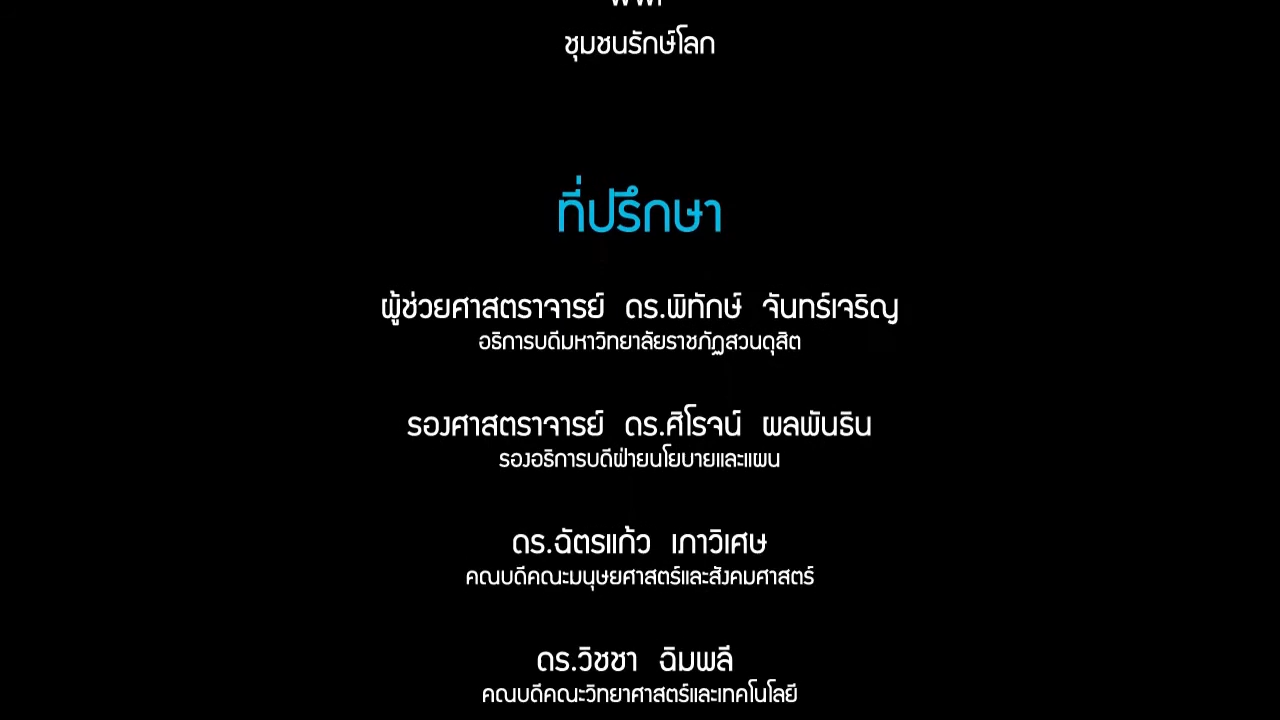 ชุมชนรักษ์โลก
ที่ปรึกษา
ผู้ช่วยศาสตราจารย์ ดร.พิทักษ์ จันทร์เจริญ
อธิการบดีมหาวิทยาลัยราชภัฏสวนดุสิต
รองศาสตราจารย์ ดร.ศิโรจน์ ผลพันธิน
รองอธิการบดีฝ่ายนโยบายและแผน
ดร.ฉัตรแก้ว เภาวิเศษ
คณบดีคณะมนุษยศาสตร์และสังคมศาสตร์
ดร.วิชชา ฉิมพลี
คณบดีคณะวิทยาศาสตร์และเทคโนโลยี